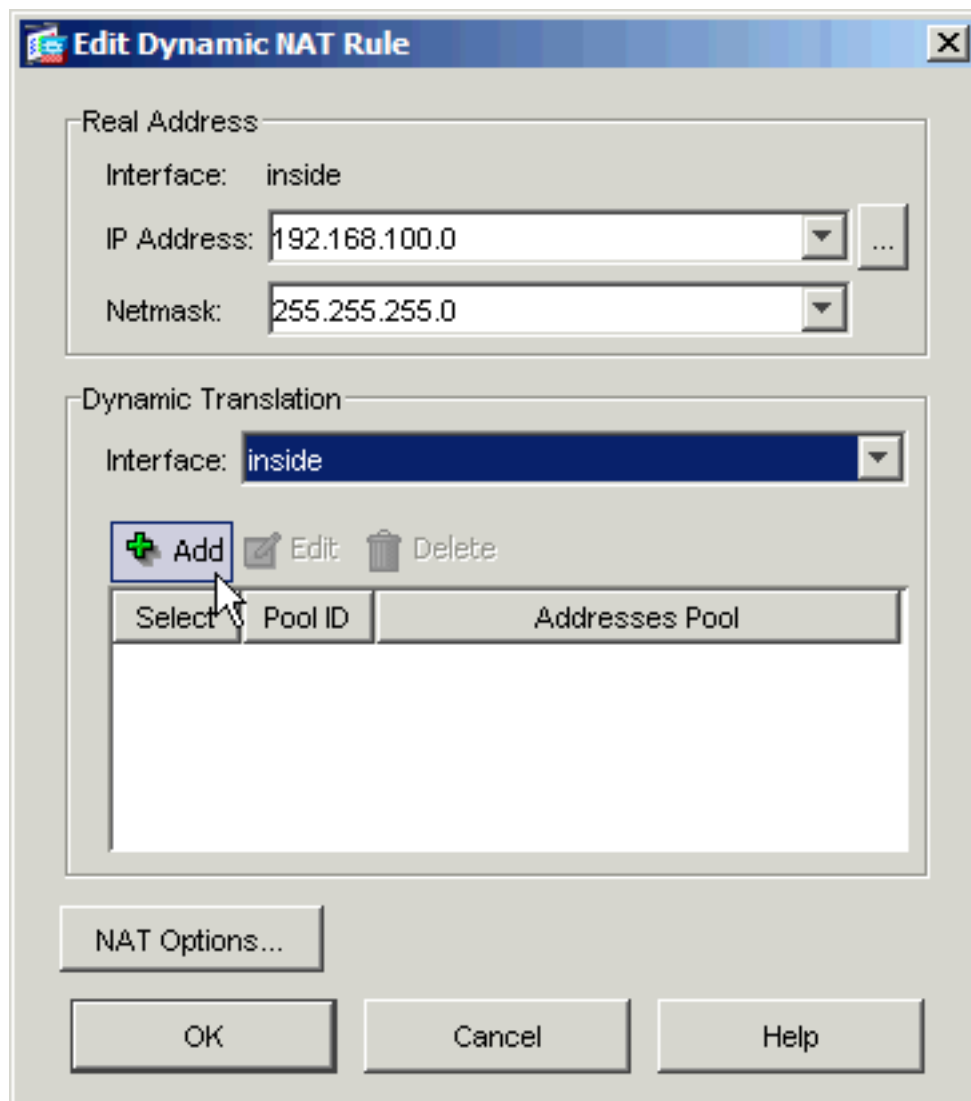 Edit Dynamic NAT Rule
Real Address
Interface: inside
IP Address: 192.168.100.0 ...
Netmask: 255.255.255.0
Dynamic Translation
Interface: inside
Add Edit Delete
Select Pool ID Addresses Pool
NAT Options...
OK Cancel Help